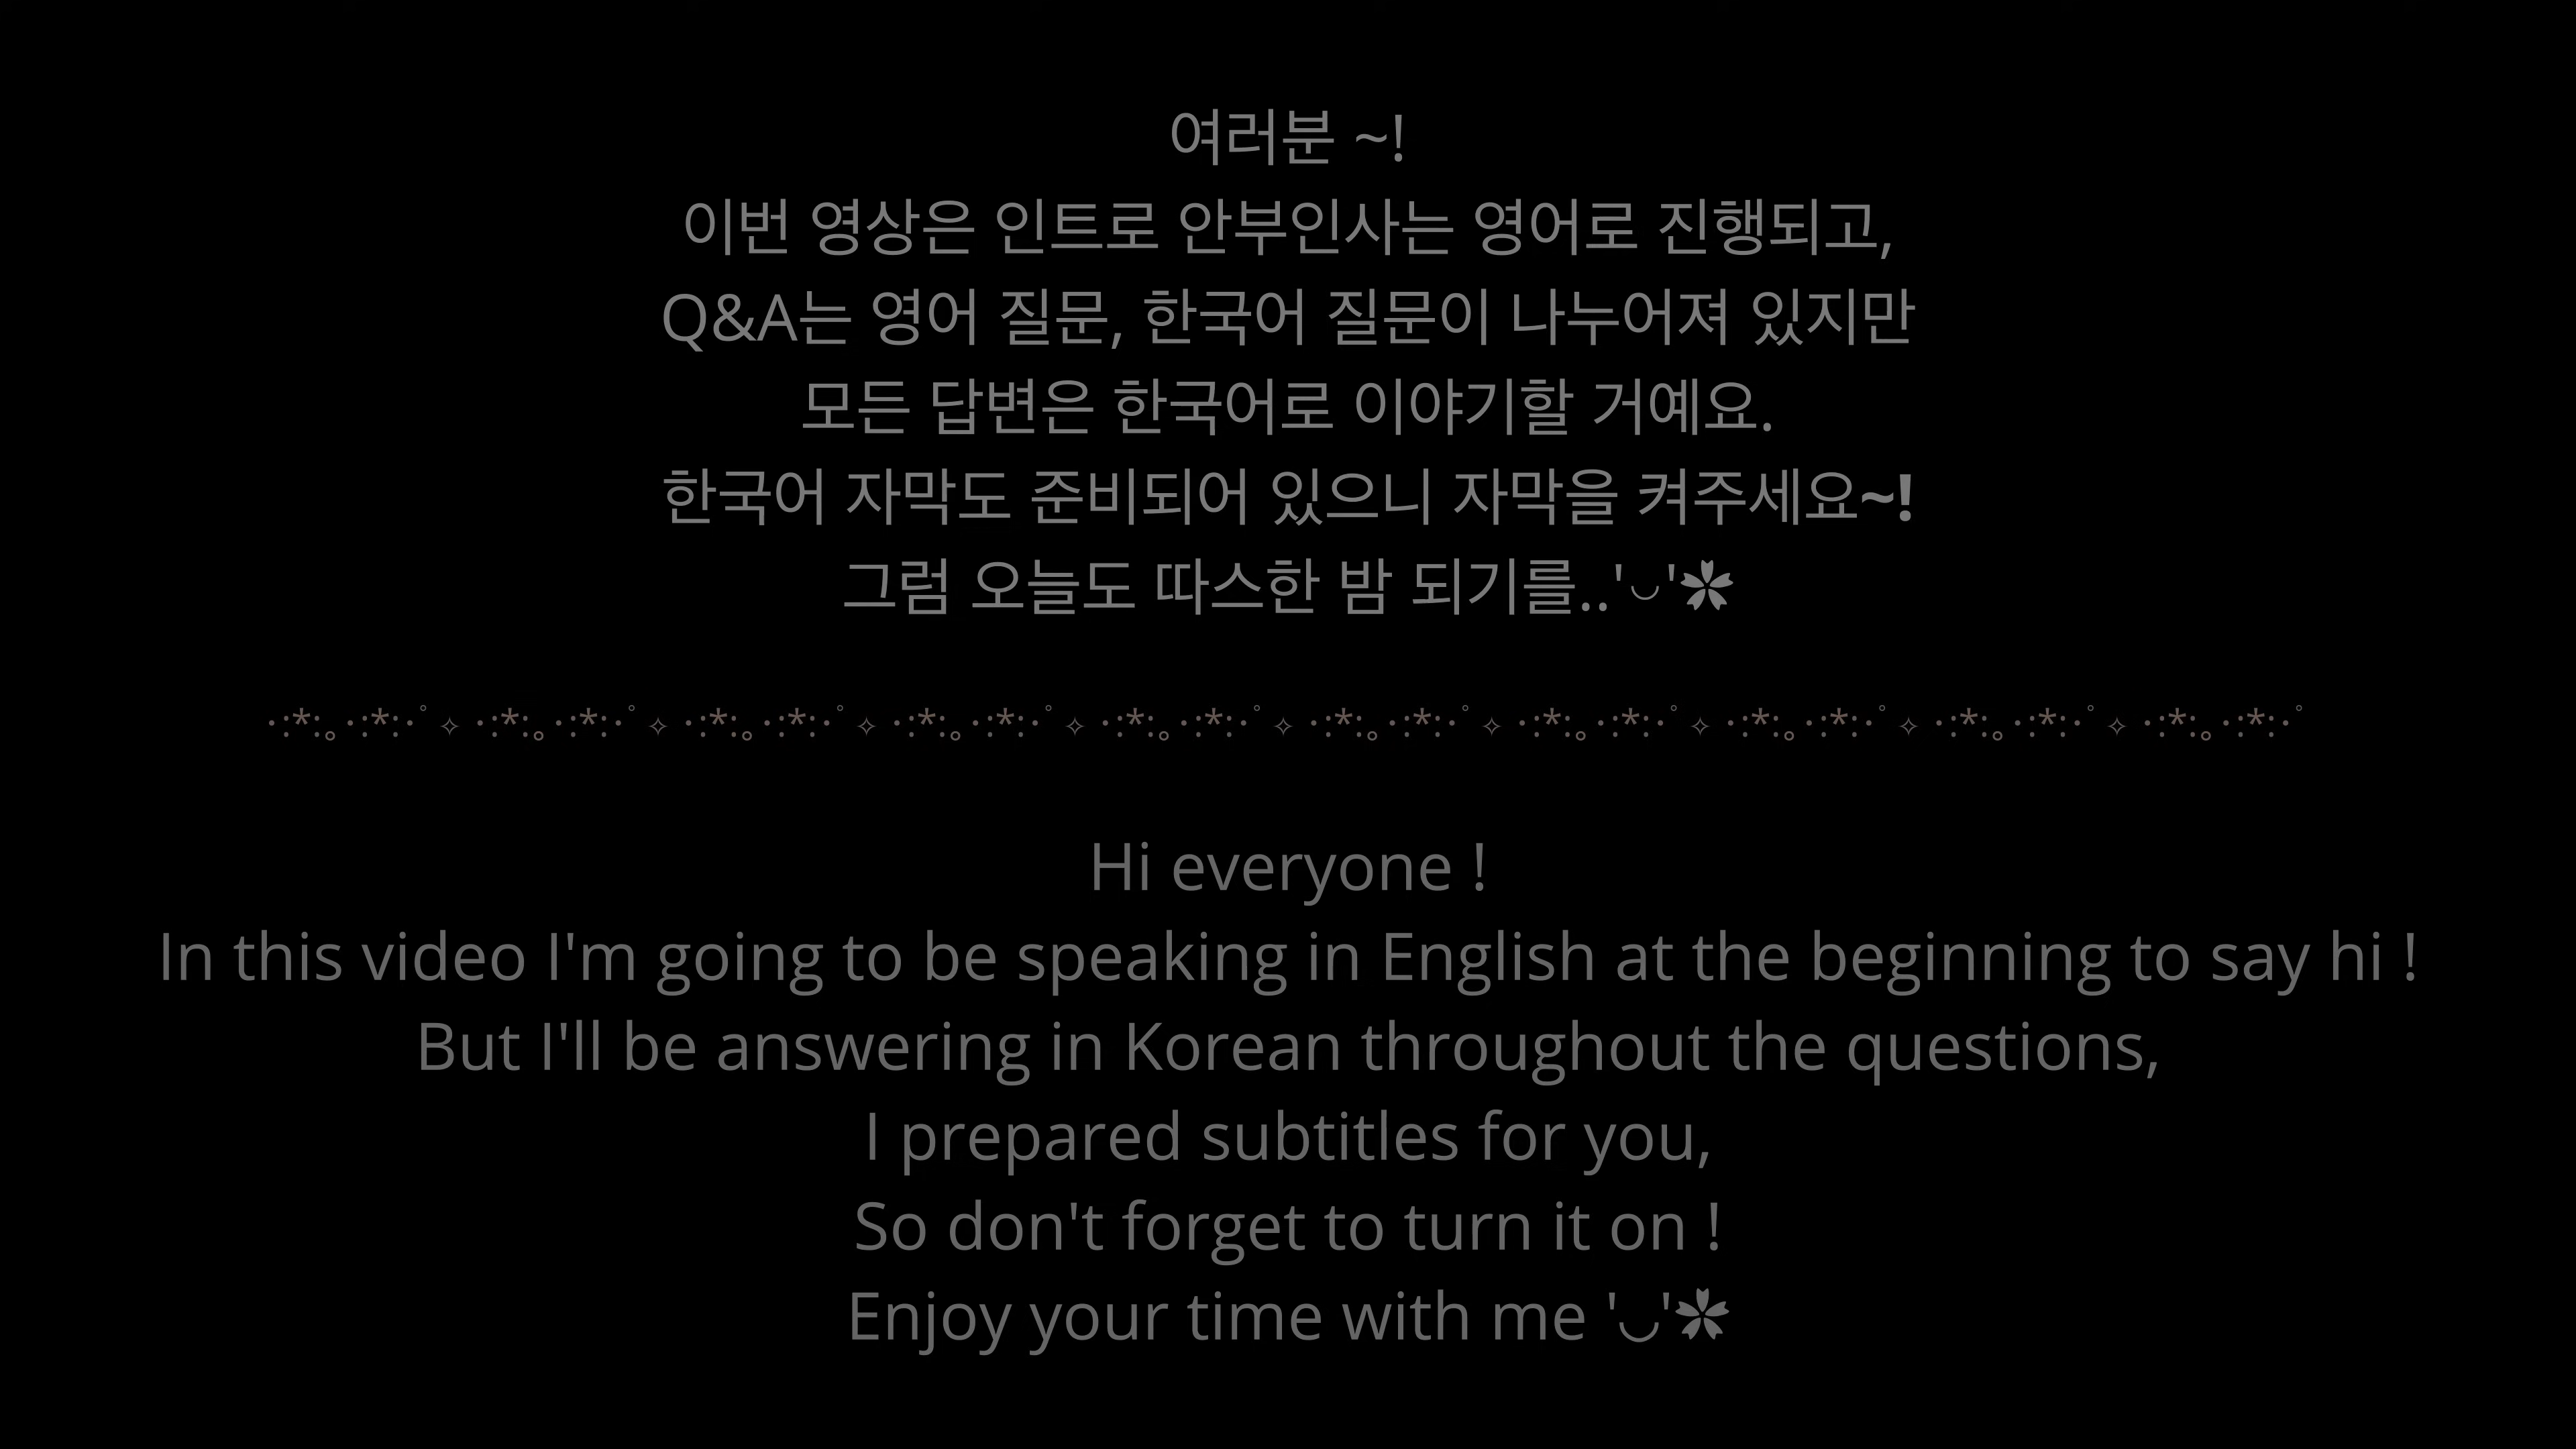 여러분 ~!
이번 영상은 인트로 안부인사는 영어로 진행되고,
Q&A는 영어 질문, 한국어 질문이 나누어져 있지만
모든 답변은 한국어로 이야기할 거예요.
한국어 자막도 준비되어 있으니 자막을 켜주세요~!
그럼 오늘도 따스한 밤 되기를..'◡'✿
Hi everyone !
In this video I'm going to be speaking in English at the beginning to say hi !
But I'll be answering in Korean throughout the questions,
I prepared subtitles for you,
So don't forget to turn it on !
Enjoy your time with me '◡'✿